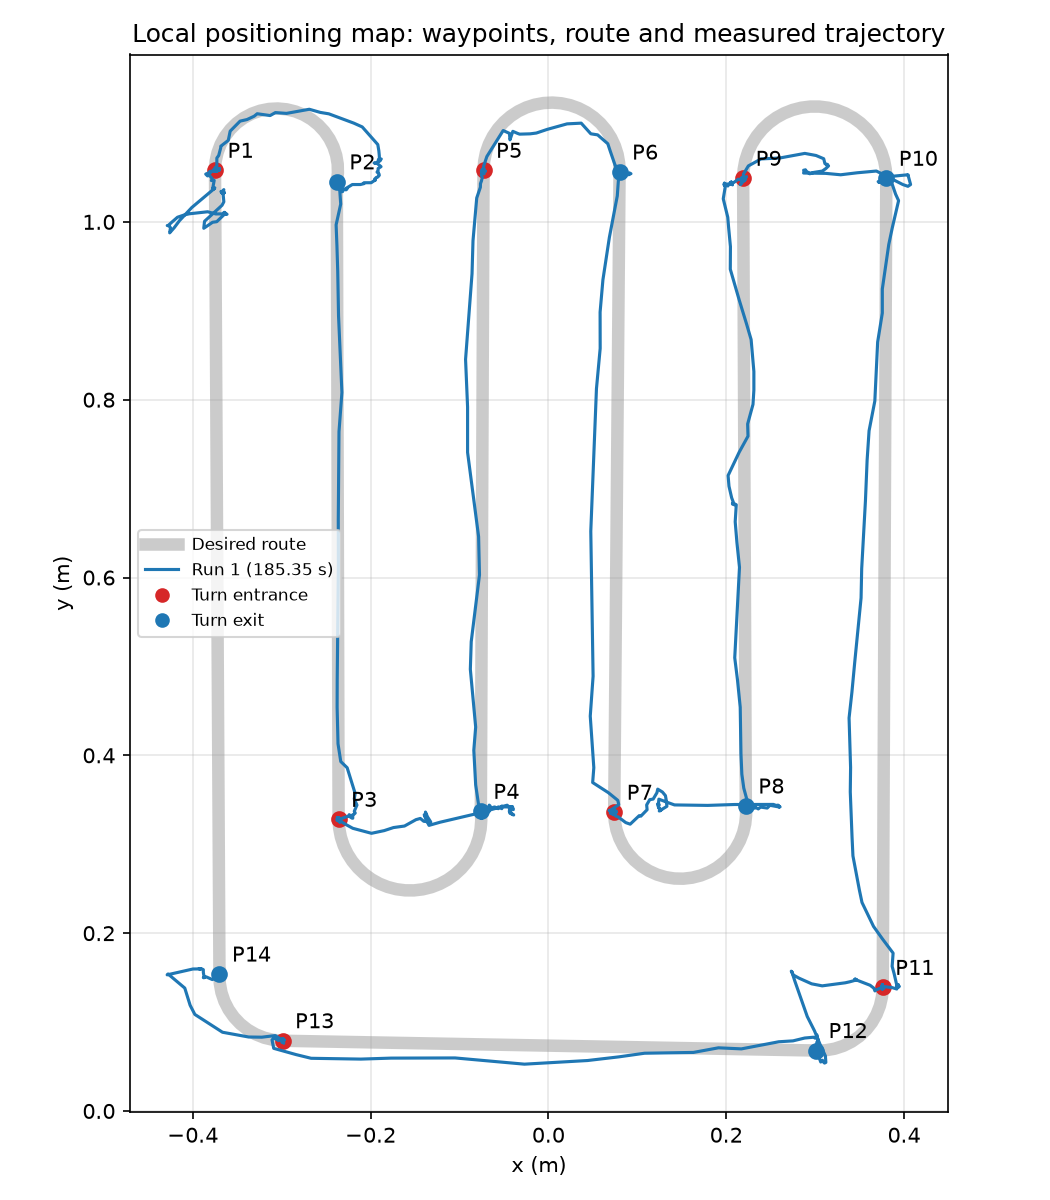 Local positioning map: waypoints, route and measured trajectory
P1
P2
P5
P6
P9
P10
1.0
0.8
Desired route
Run 1 (185.35 s)
Turn entrance
Turn exit
0.6
y (m)
0.4
P3
P4
P7
P8
0.2
P14
P11
P13
P12
0.0
−0.4
−0.2
0.0
0.2
0.4
x (m)